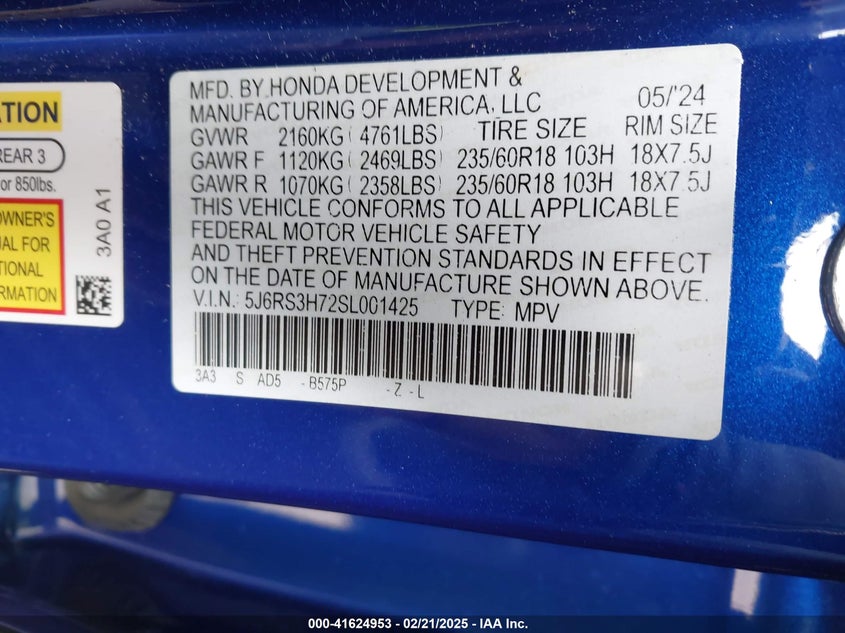 ATION
REAR 3
or 850lbs.
OWNER'S
UAL FOR
TIONAL
ORMATION
3A0 A1
MFD. BY HONDA DEVELOPMENT &
MANUFACTURING OF AMERICA, LLC 05/'24
GVWR 2160KG( 4761LBS) TIRE SIZE RIM SIZE
GAWR F 1120KG( 2469LBS) 235/60R18 103H 18X7.5J
GAWR R 1070KG( 2358LBS) 235/60R18 103H 18X7.5J
THIS VEHICLE CONFORMS TO ALL APPLICABLE
FEDERAL MOTOR VEHICLE SAFETY
AND THEFT PREVENTION STANDARDS IN EFFECT
ON THE DATE OF MANUFACTURE SHOWN ABOVE.
V.I.N.: 5J6RS3H72SL001425 TYPE: MPV
3A3 S AD5 -B575P -Z -L
000-41624953 — 02/21/2025 — IAA Inc.